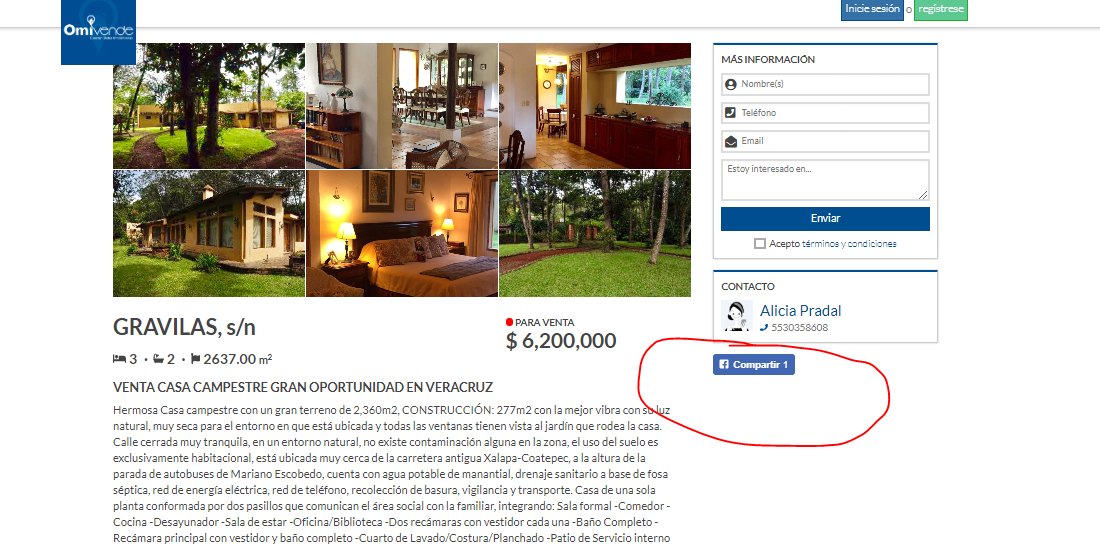 Inicie sesión o regístrese
Omivende
MÁS INFORMACIÓN
Nombre(s)
Teléfono
Email
Estoy interesado en...
Enviar
Acepto términos y condiciones
CONTACTO
Alicia Pradal
5530358608
Compartir 1
GRAVILAS, s/n
PARA VENTA
$ 6,200,000
3 · 2 · 2637.00 m²
VENTA CASA CAMPESTRE GRAN OPORTUNIDAD EN VERACRUZ
Hermosa Casa campestre con un gran terreno de 2,360m2, CONSTRUCCIÓN: 277m2 con la mejor vibra con su luz
natural, muy seca para el entorno en que está ubicada y todas las ventanas tienen vista al jardín que rodea la casa.
Calle cerrada muy tranquila, en un entorno natural, no existe contaminación alguna en la zona, el uso del suelo es
exclusivamente habitacional, está ubicada muy cerca de la carretera antigua Xalapa-Coatepec, a la altura de la
parada de autobuses de Mariano Escobedo, cuenta con agua potable de manantial, drenaje sanitario a base de fosa
séptica, red de energía eléctrica, red de teléfono, recolección de basura, vigilancia y transporte. Casa de una sola
planta conformada por dos pasillos que comunican el área social con la familiar, integrando: Sala formal -Comedor -
Cocina -Desayunador -Sala de estar -Oficina/Biblioteca -Dos recámaras con vestidor cada una -Baño Completo -
Recámara principal con vestidor y baño completo -Cuarto de Lavado/Costura/Planchado -Patio de Servicio interno